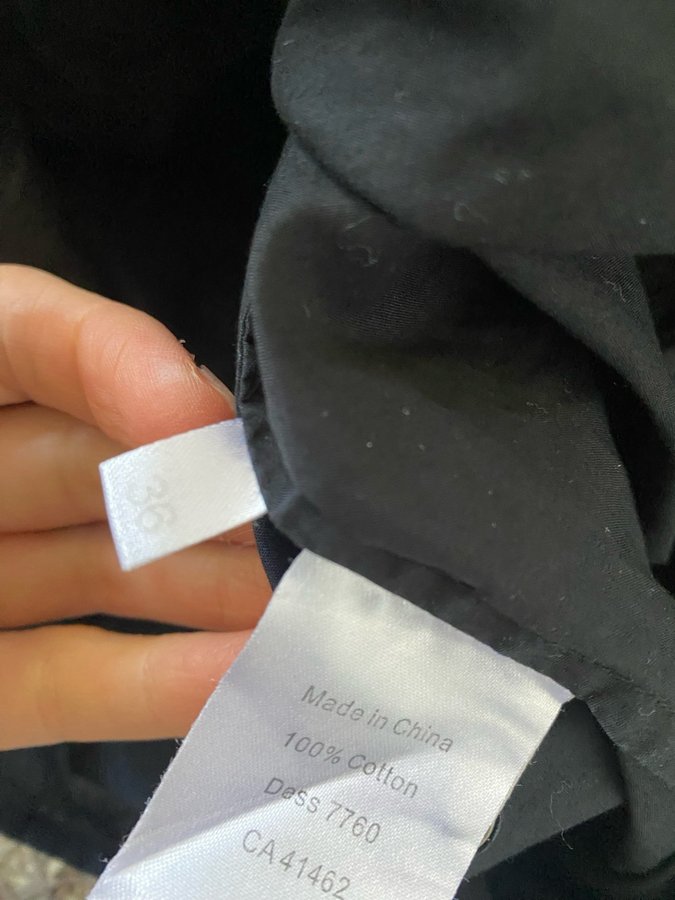 36
Made in China
100% Cotton
Dess 7760
CA 41462